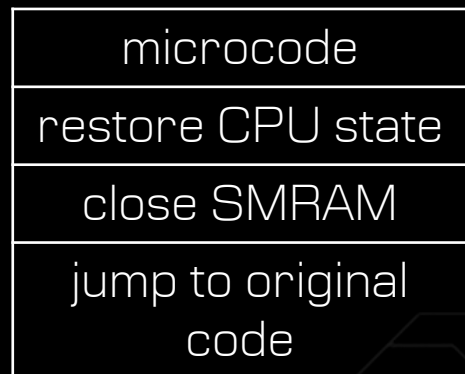 microcode
restore CPU state
close SMRAM
jump to original
code